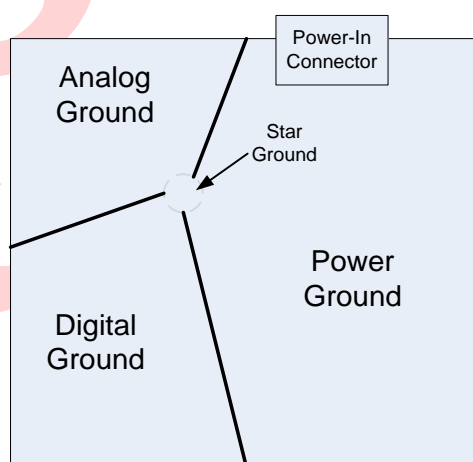 Power-In
Connector
Analog
Ground
Star
Ground
Power
Ground
Digital
Ground